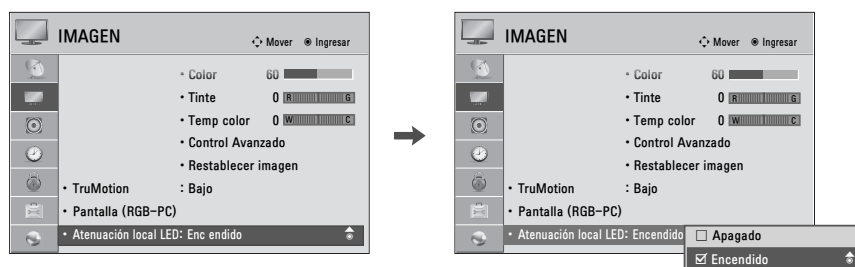 IMAGEN
Mover Ingresar
• Color 60
• Tinte 0 R G
• Temp color 0 W C
• Control Avanzado
• Restablecer imagen
• TruMotion : Bajo
• Pantalla (RGB-PC)
• Atenuación local LED: Enc endido
IMAGEN
Mover Ingresar
• Color 60
• Tinte 0 R G
• Temp color 0 W C
• Control Avanzado
• Restablecer imagen
• TruMotion : Bajo
• Pantalla (RGB-PC)
• Atenuación local LED: Encendido
Apagado
Encendido